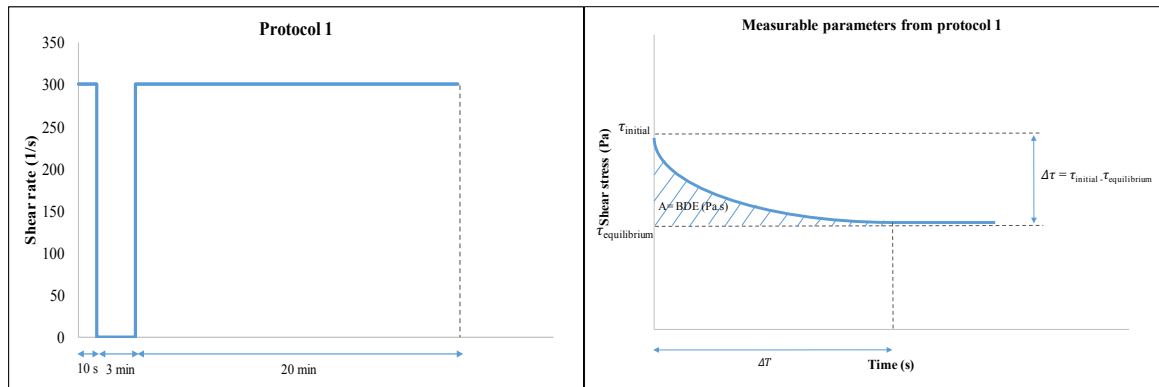 Protocol 1
350
300
250
200
150
100
50
0
Shear rate (1/s)
10 s
3 min
20 min
Measurable parameters from protocol 1
Shear stress (Pa)
τinitial
Δτ = τinitial - τequilibrium
A= BDE (Pa.s)
τequilibrium
ΔT
Time (s)